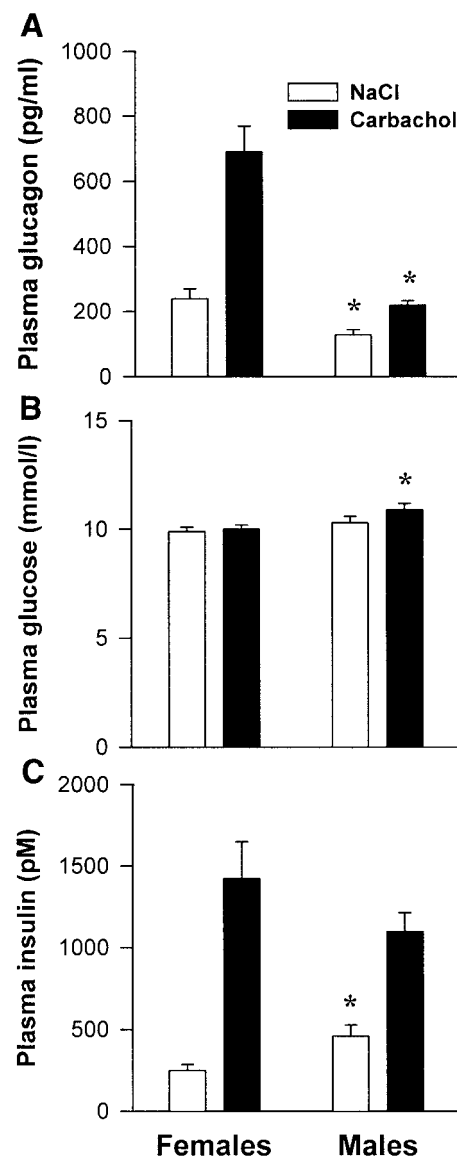 A
Plasma glucagon (pg/ml)
1000
800
600
400
200
0
NaCl
Carbachol
*
*
B
Plasma glucose (mmol/l)
15
10
5
0
*
C
Plasma insulin (pM)
2000
1500
1000
500
0
*
Females Males